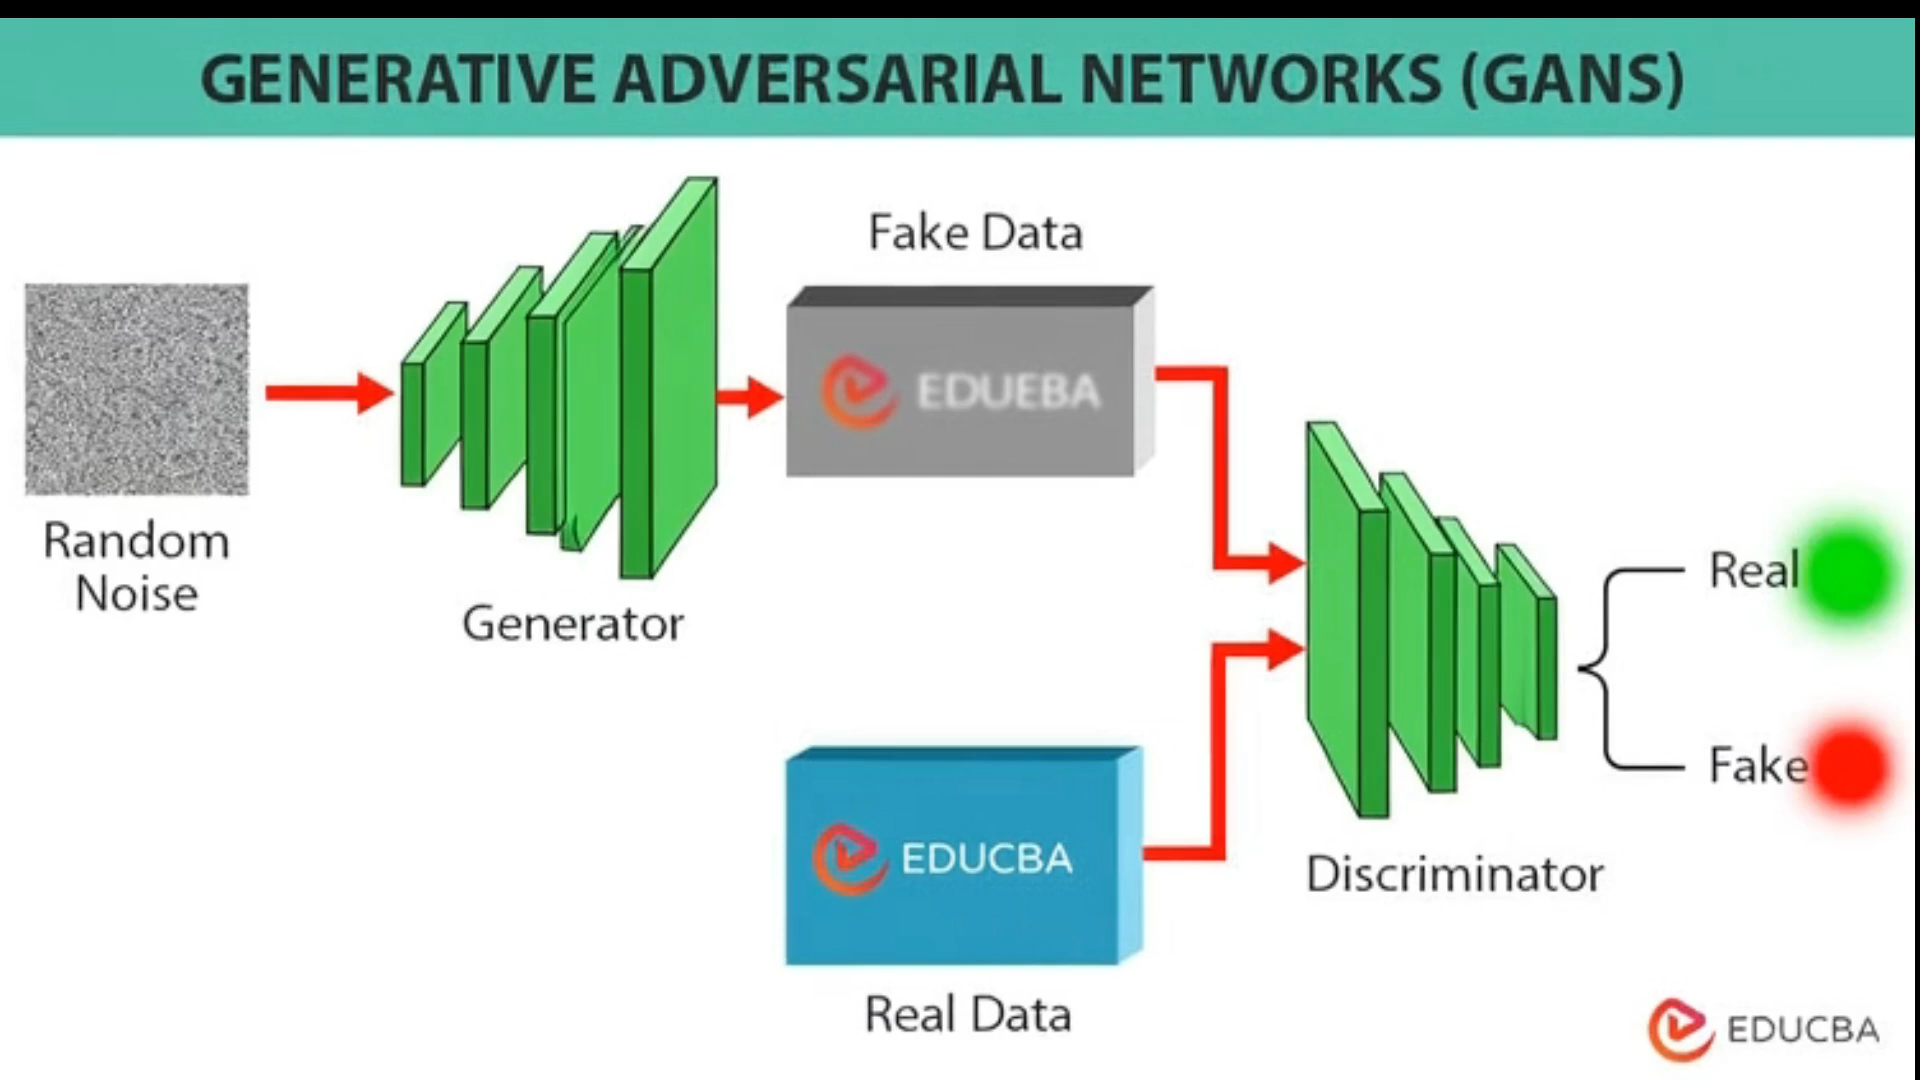 GENERATIVE ADVERSARIAL NETWORKS (GANS)
Fake Data
EDUEBA
Random
Noise
Generator
Real
Fake
EDUCBA
Discriminator
Real Data
EDUCBA